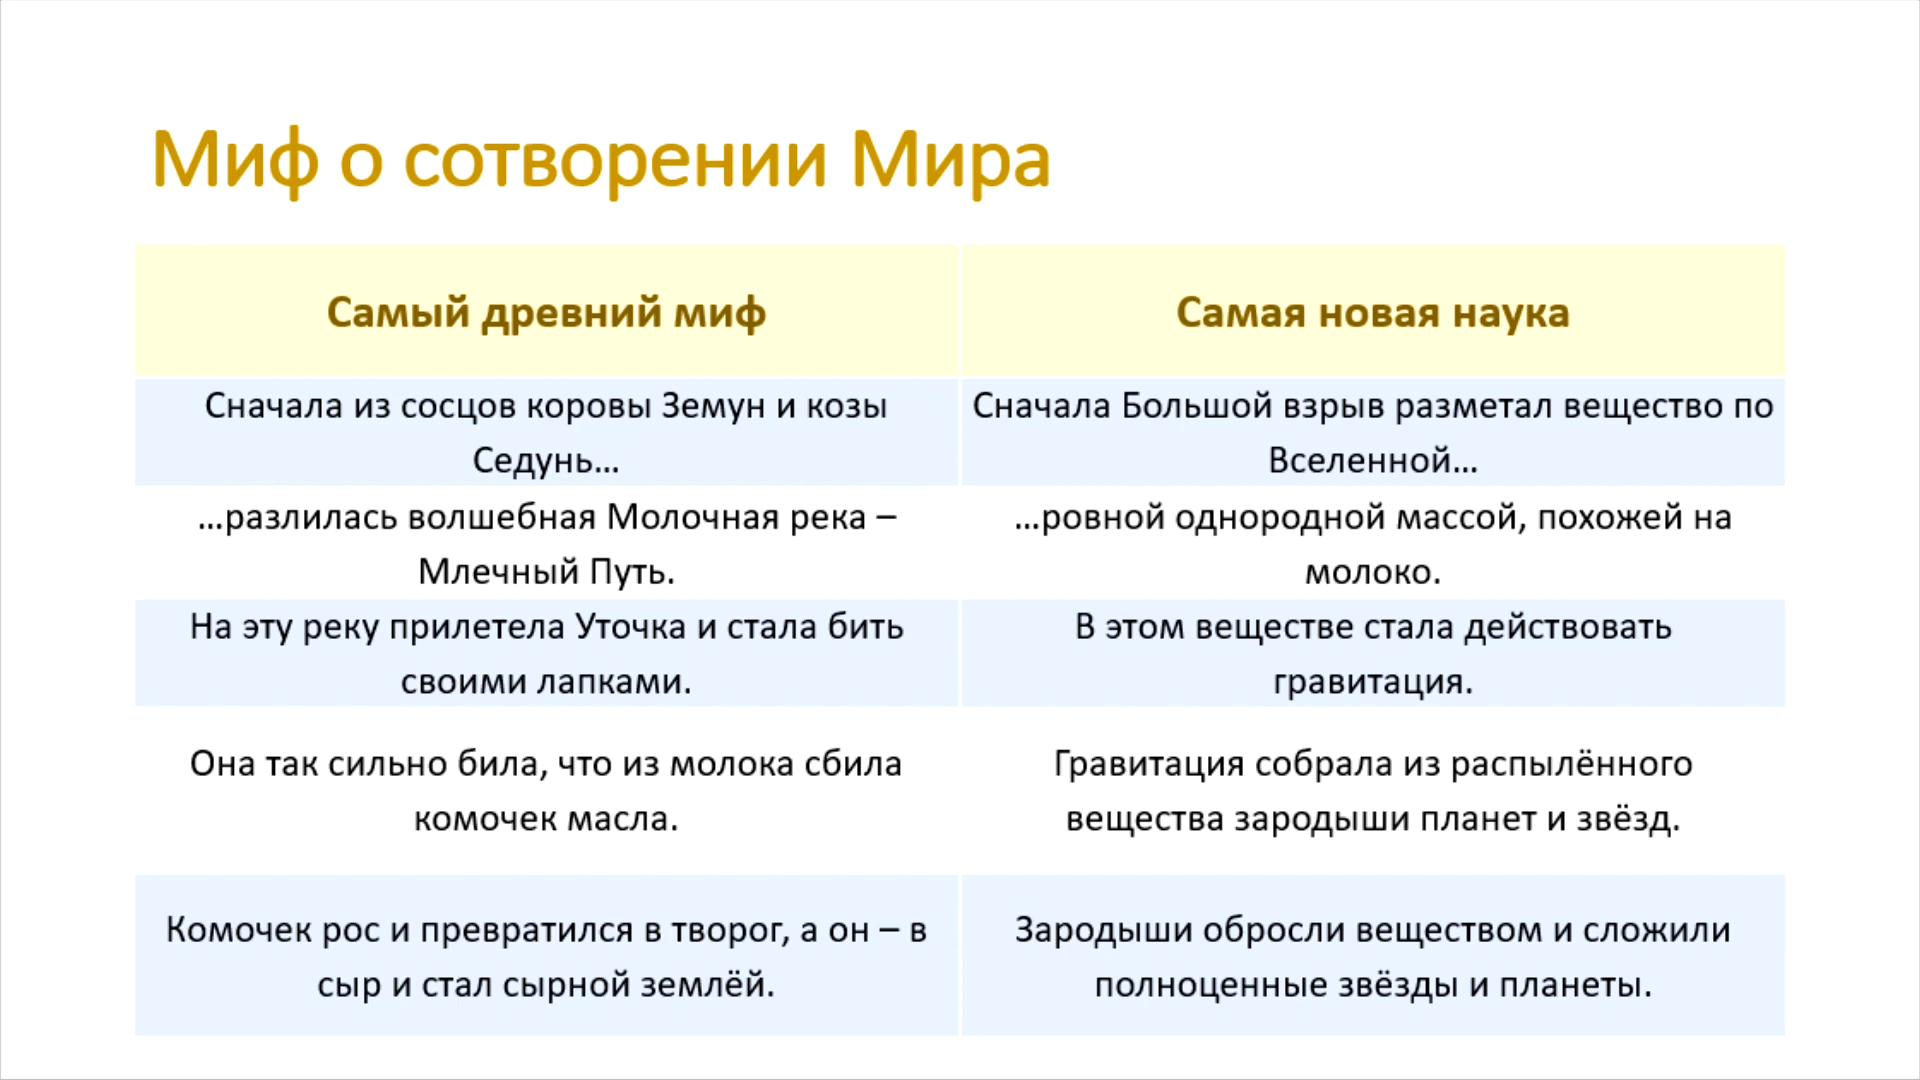 Миф о сотворении Мира
Самый древний миф
Самая новая наука
Сначала из сосцов коровы Земун и козы
Седунь...
Сначала Большой взрыв разметал вещество по
Вселенной...
...разлилась волшебная Молочная река –
Млечный Путь.
...ровной однородной массой, похожей на
молоко.
На эту реку прилетела Уточка и стала бить
своими лапками.
В этом веществе стала действовать
гравитация.
Она так сильно била, что из молока сбила
комочек масла.
Гравитация собрала из распылённого
вещества зародыши планет и звёзд.
Комочек рос и превратился в творог, а он – в
сыр и стал сырной землёй.
Зародыши обросли веществом и сложили
полноценные звёзды и планеты.